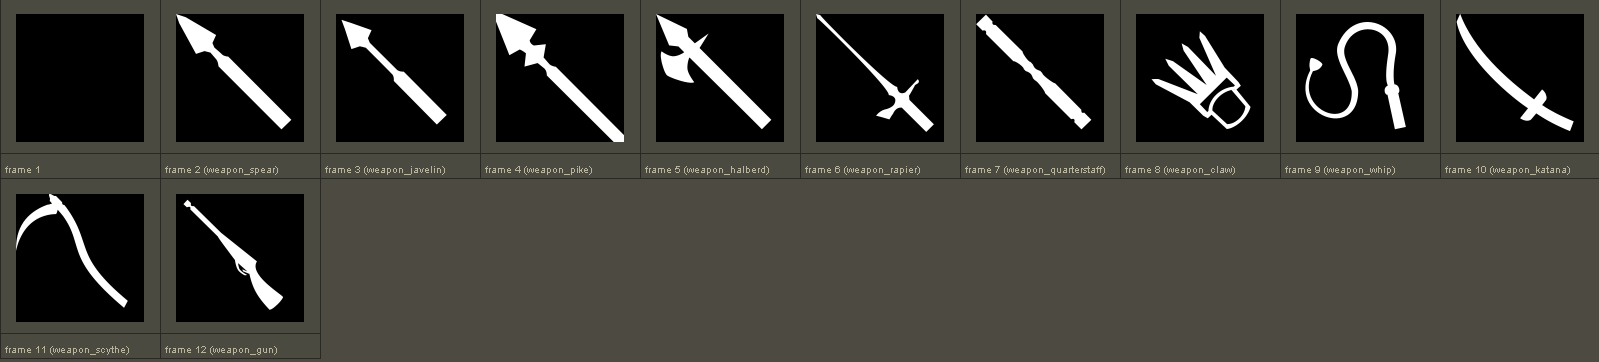 frame 1
frame 2 (weapon_spear)
frame 3 (weapon_javelin)
frame 4 (weapon_pike)
frame 5 (weapon_halberd)
frame 6 (weapon_rapier)
frame 7 (weapon_quarterstaff)
frame 8 (weapon_claw)
frame 9 (weapon_whip)
frame 10 (weapon_katana)
frame 11 (weapon_scythe)
frame 12 (weapon_gun)